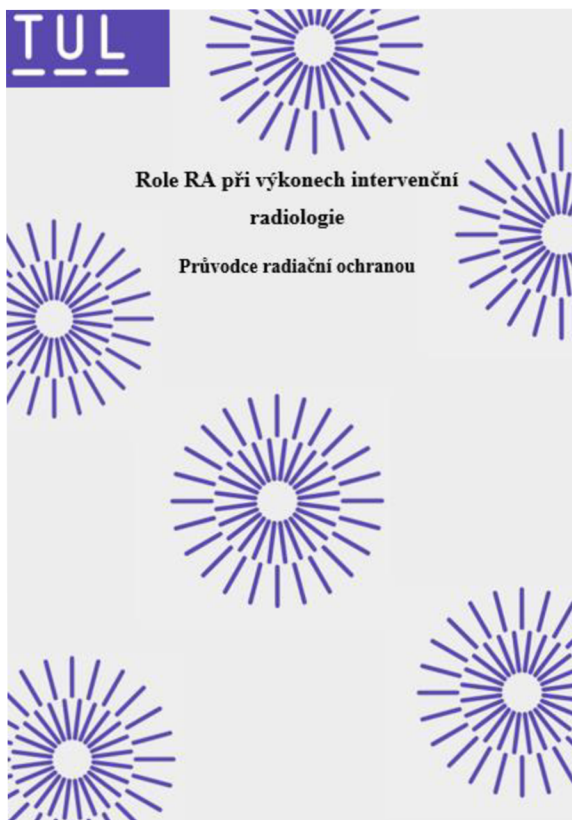 TUL
Role RA při výkonech intervenční
radiologie
Průvodce radiační ochranou